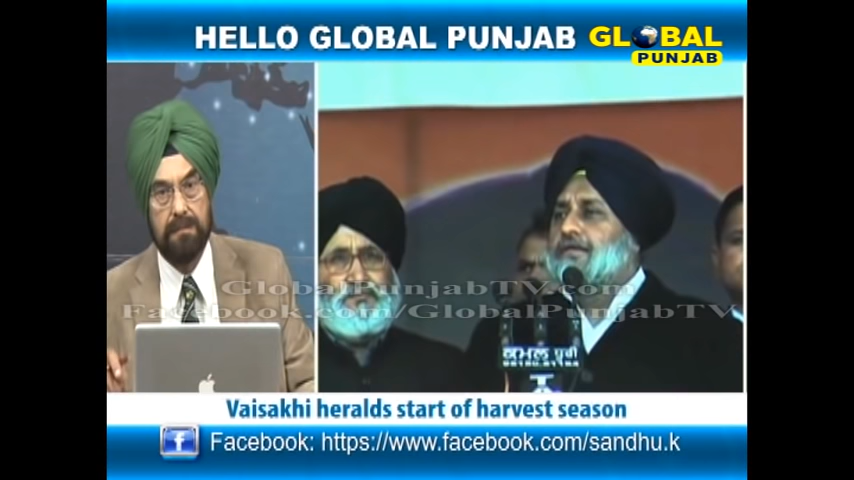 HELLO GLOBAL PUNJAB
GLOBAL
PUNJAB
GlobalPunjabTV.com
Facebook.com/GlobalPunjabTV
Vaisakhi heralds start of harvest season
Facebook: https://www.facebook.com/sandhu.k